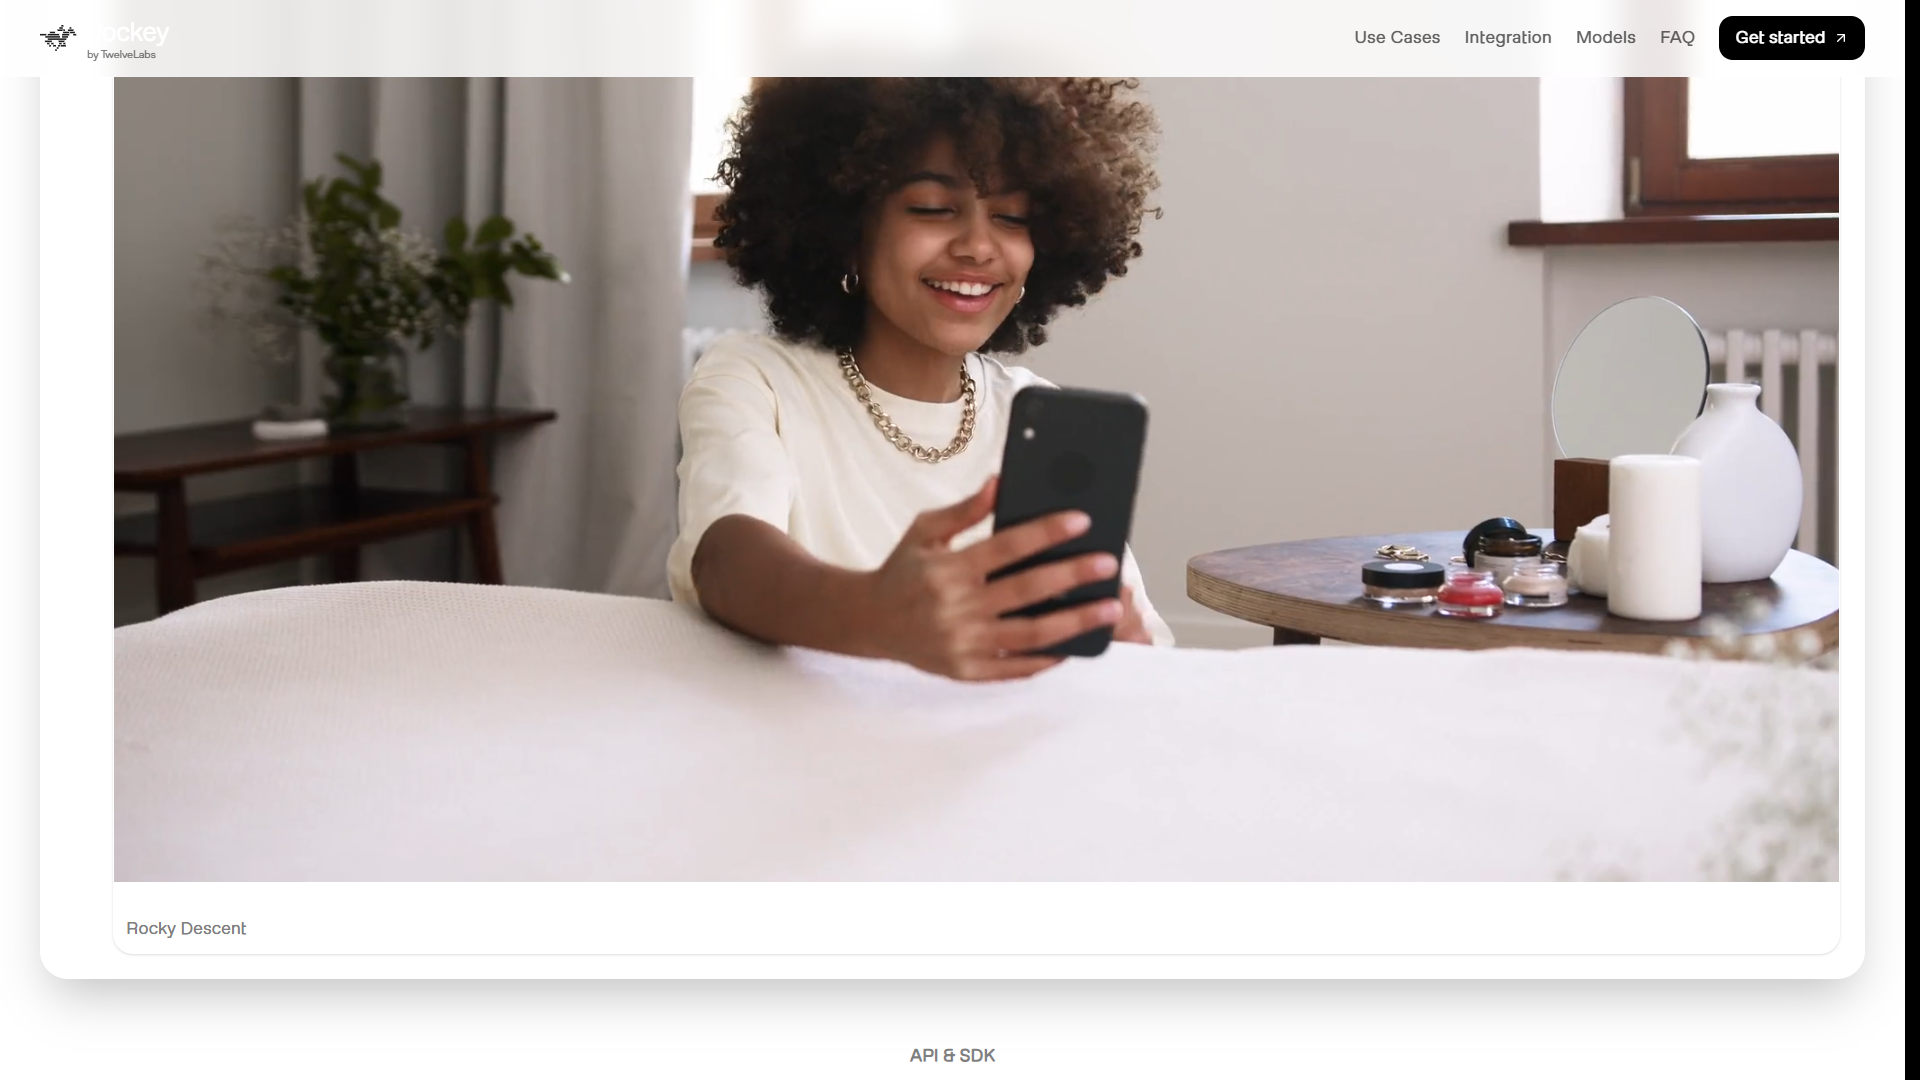 by TwelveLabs
Use Cases
Integration
Models
FAQ
Get started
Rocky Descent
API & SDK